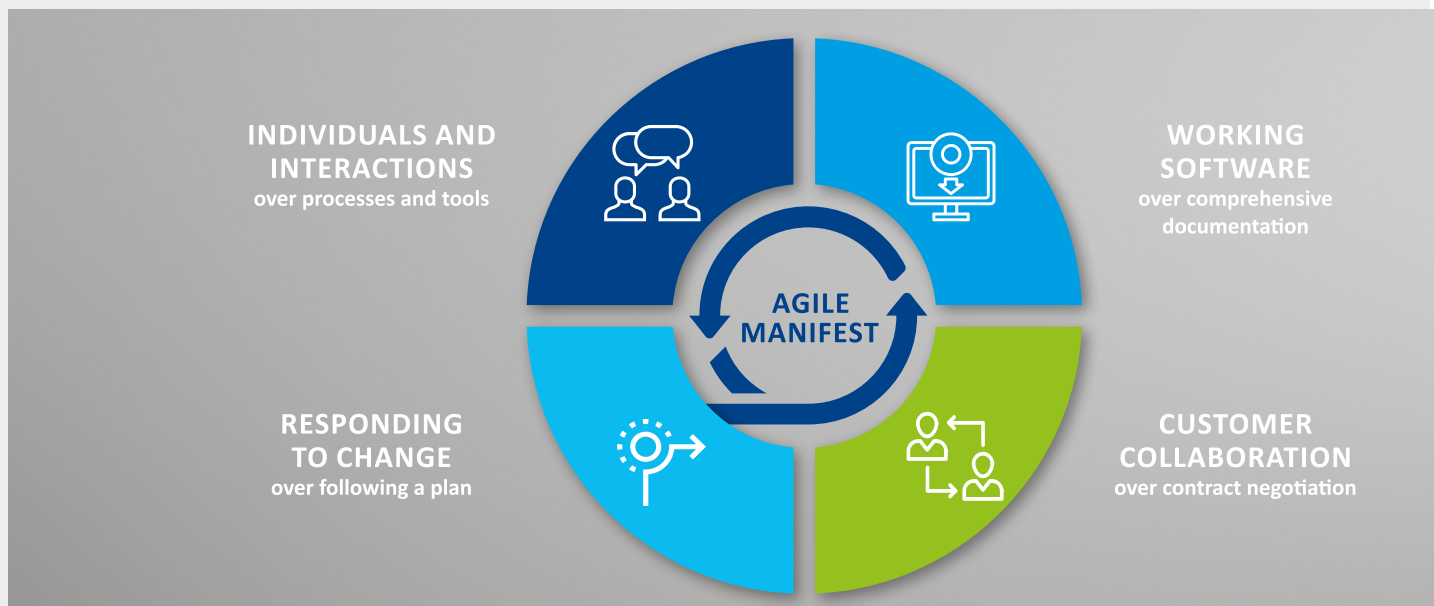 INDIVIDUALS AND
INTERACTIONS
over processes and tools
WORKING
SOFTWARE
over comprehensive
documentation
AGILE
MANIFEST
RESPONDING
TO CHANGE
over following a plan
CUSTOMER
COLLABORATION
over contract negotiation